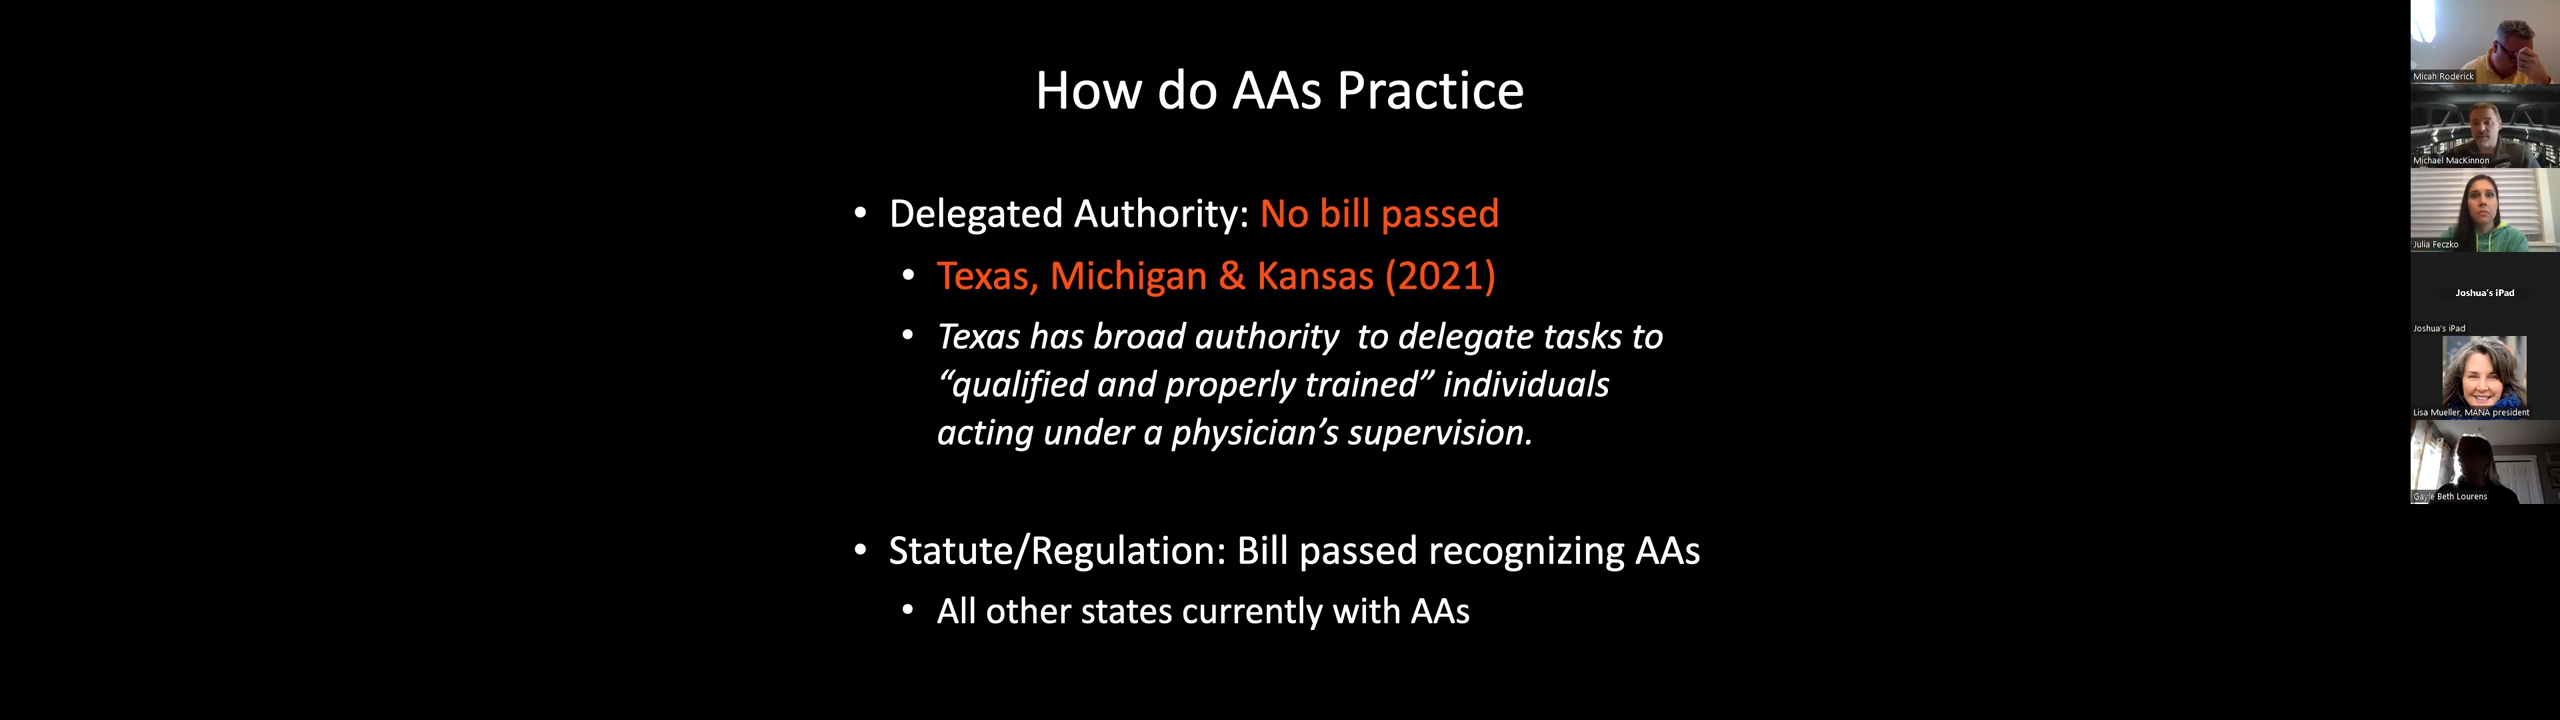 How do AAs Practice
• Delegated Authority: No bill passed
• Texas, Michigan & Kansas (2021)
• Texas has broad authority  to delegate tasks to
“qualified and properly trained” individuals
acting under a physician’s supervision.
• Statute/Regulation: Bill passed recognizing AAs
• All other states currently with AAs
Micah Roderick
Michael MacKinnon
Julia Feczko
Joshua's iPad
Joshua's iPad
Lisa Mueller, MANA president
Gayle Beth Lourens